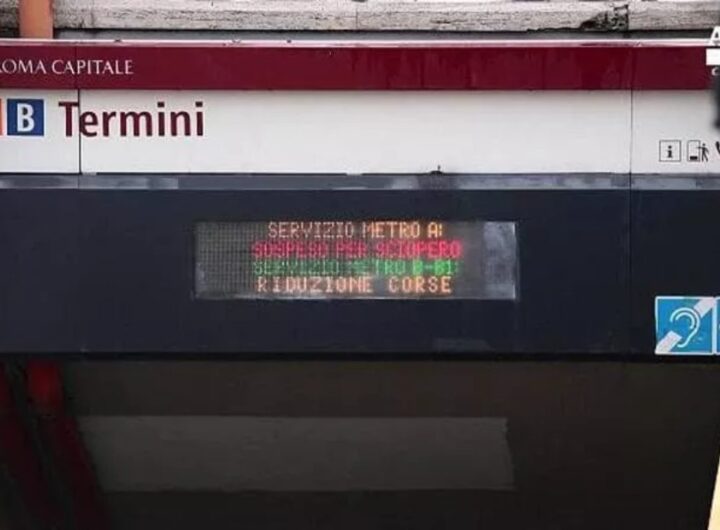 ROMA CAPITALE
B Termini
SERVIZIO METRO A:
SOSPESO PER SCIOPERO
SERVIZIO METRO B-B1:
RIDUZIONE CORSE
i